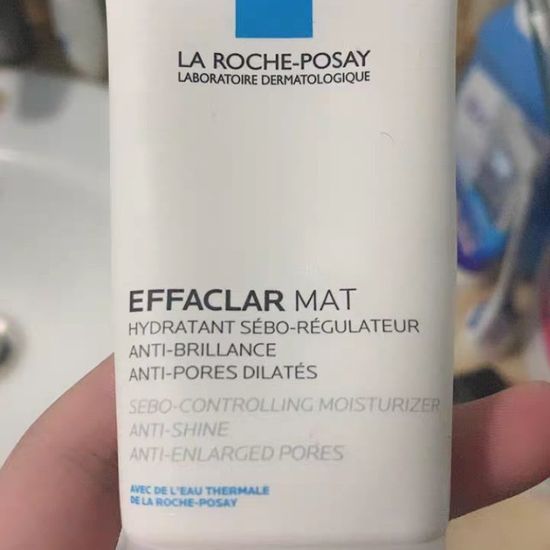 LA ROCHE-POSAY
LABORATOIRE DERMATOLOGIQUE
EFFACLAR MAT
HYDRATANT SÉBO-RÉGULATEUR
ANTI-BRILLANCE
ANTI-PORES DILATÉS
SEBO-CONTROLLING MOISTURIZER
ANTI-SHINE
ANTI-ENLARGED PORES
AVEC DE L'EAU THERMALE
DE LA ROCHE-POSAY